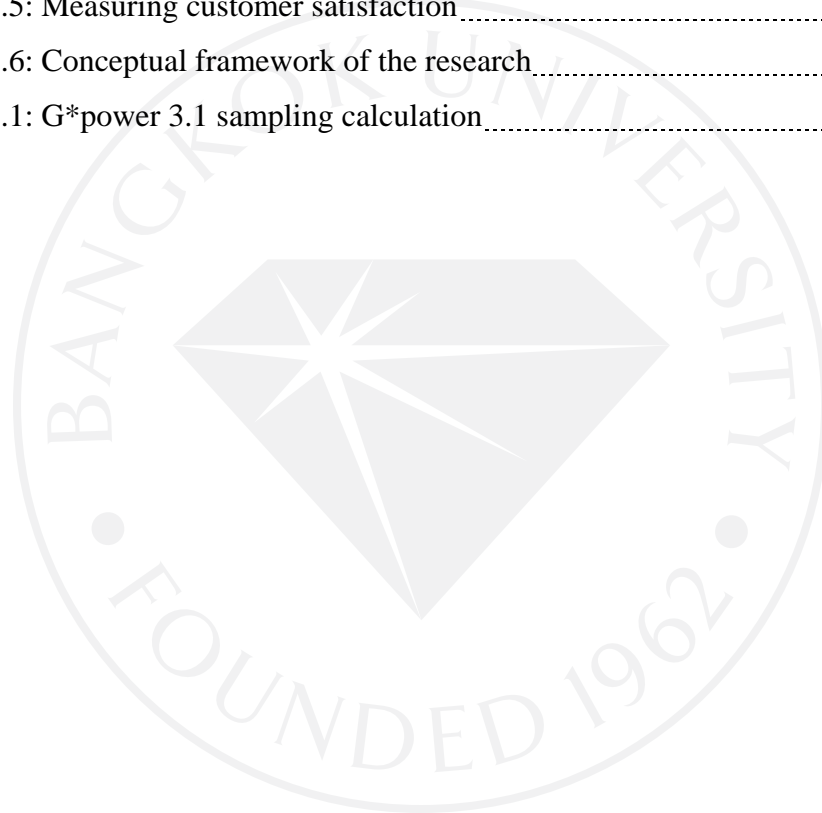 .5: Measuring customer satisfaction
.6: Conceptual framework of the research
.1: G*power 3.1 sampling calculation
BANGKOK UNIVERSITY
• FOUNDED 1962 •